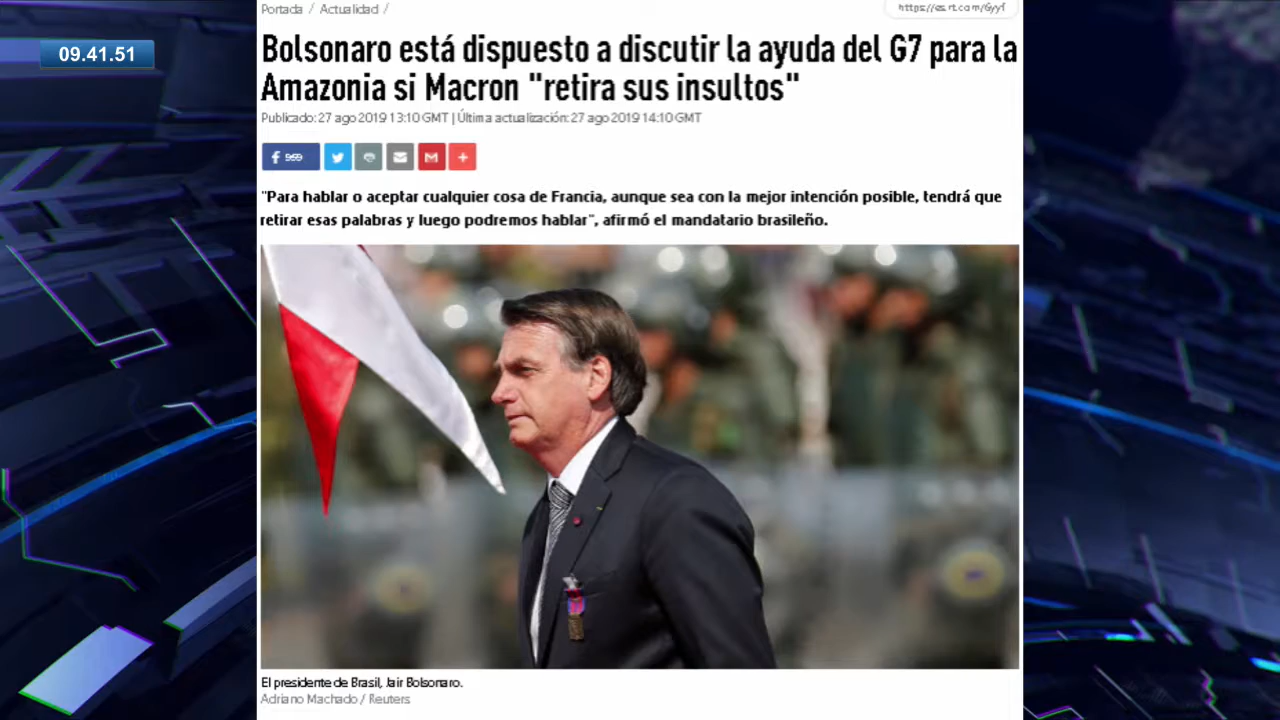 Portada / Actualidad /
https://es.rt.com/6yyf
09.41.51
Bolsonaro está dispuesto a discutir la ayuda del G7 para la
Amazonia si Macron "retira sus insultos"
Publicado: 27 ago 2019 13:10 GMT | Última actualización: 27 ago 2019 14:10 GMT
959
"Para hablar o aceptar cualquier cosa de Francia, aunque sea con la mejor intención posible, tendrá que
retirar esas palabras y luego podremos hablar", afirmó el mandatario brasileño.
El presidente de Brasil, Jair Bolsonaro.
Adriano Machado / Reuters